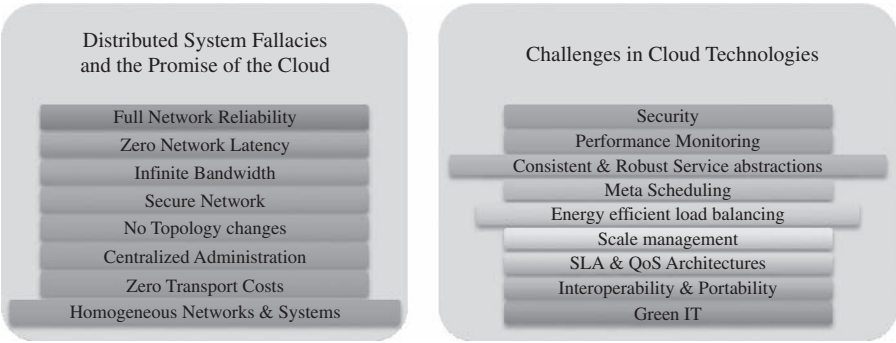 Distributed System Fallacies
and the Promise of the Cloud
Full Network Reliability
Zero Network Latency
Infinite Bandwidth
Secure Network
No Topology changes
Centralized Administration
Zero Transport Costs
Homogeneous Networks & Systems
Challenges in Cloud Technologies
Security
Performance Monitoring
Consistent & Robust Service abstractions
Meta Scheduling
Energy efficient load balancing
Scale management
SLA & QoS Architectures
Interoperability & Portability
Green IT